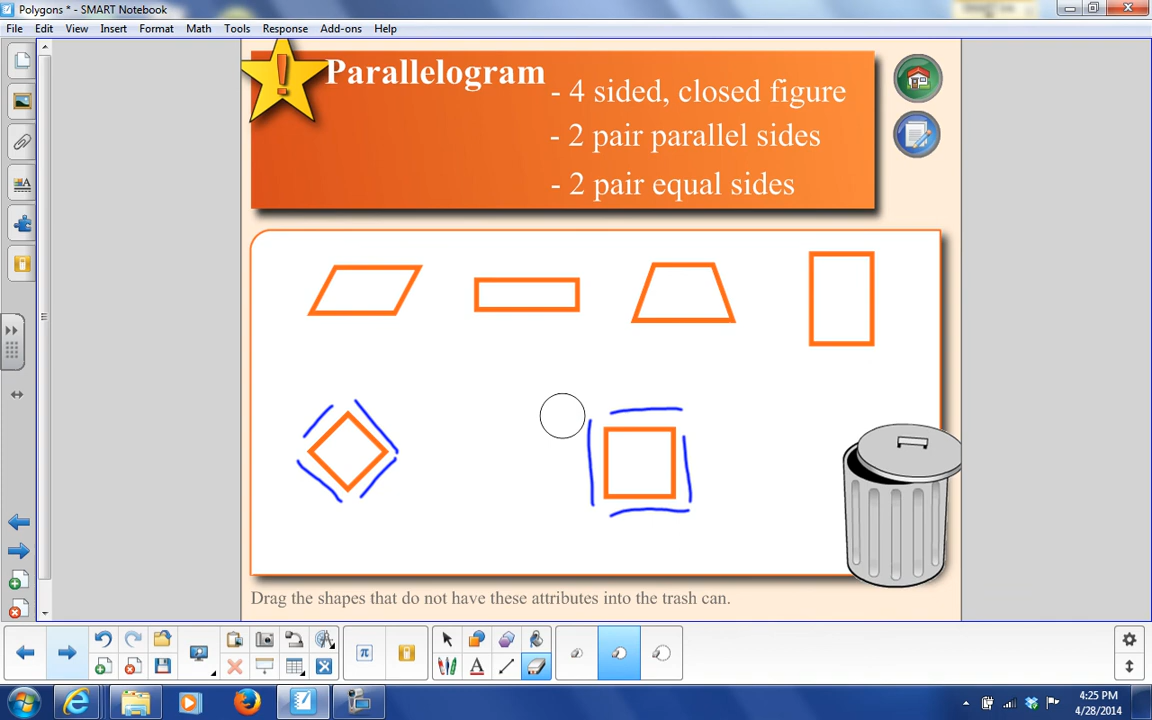 Polygons * - SMART Notebook
File Edit View Insert Format Math Tools Response Add-ons Help
Parallelogram
- 4 sided, closed figure
- 2 pair parallel sides
- 2 pair equal sides
Drag the shapes that do not have these attributes into the trash can.
4:25 PM
4/28/2014